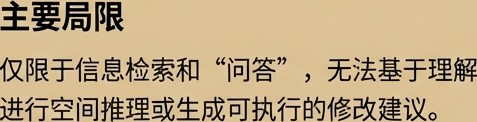 主要局限
仅限于信息检索和“问答”，无法基于理解
进行空间推理或生成可执行的修改建议。